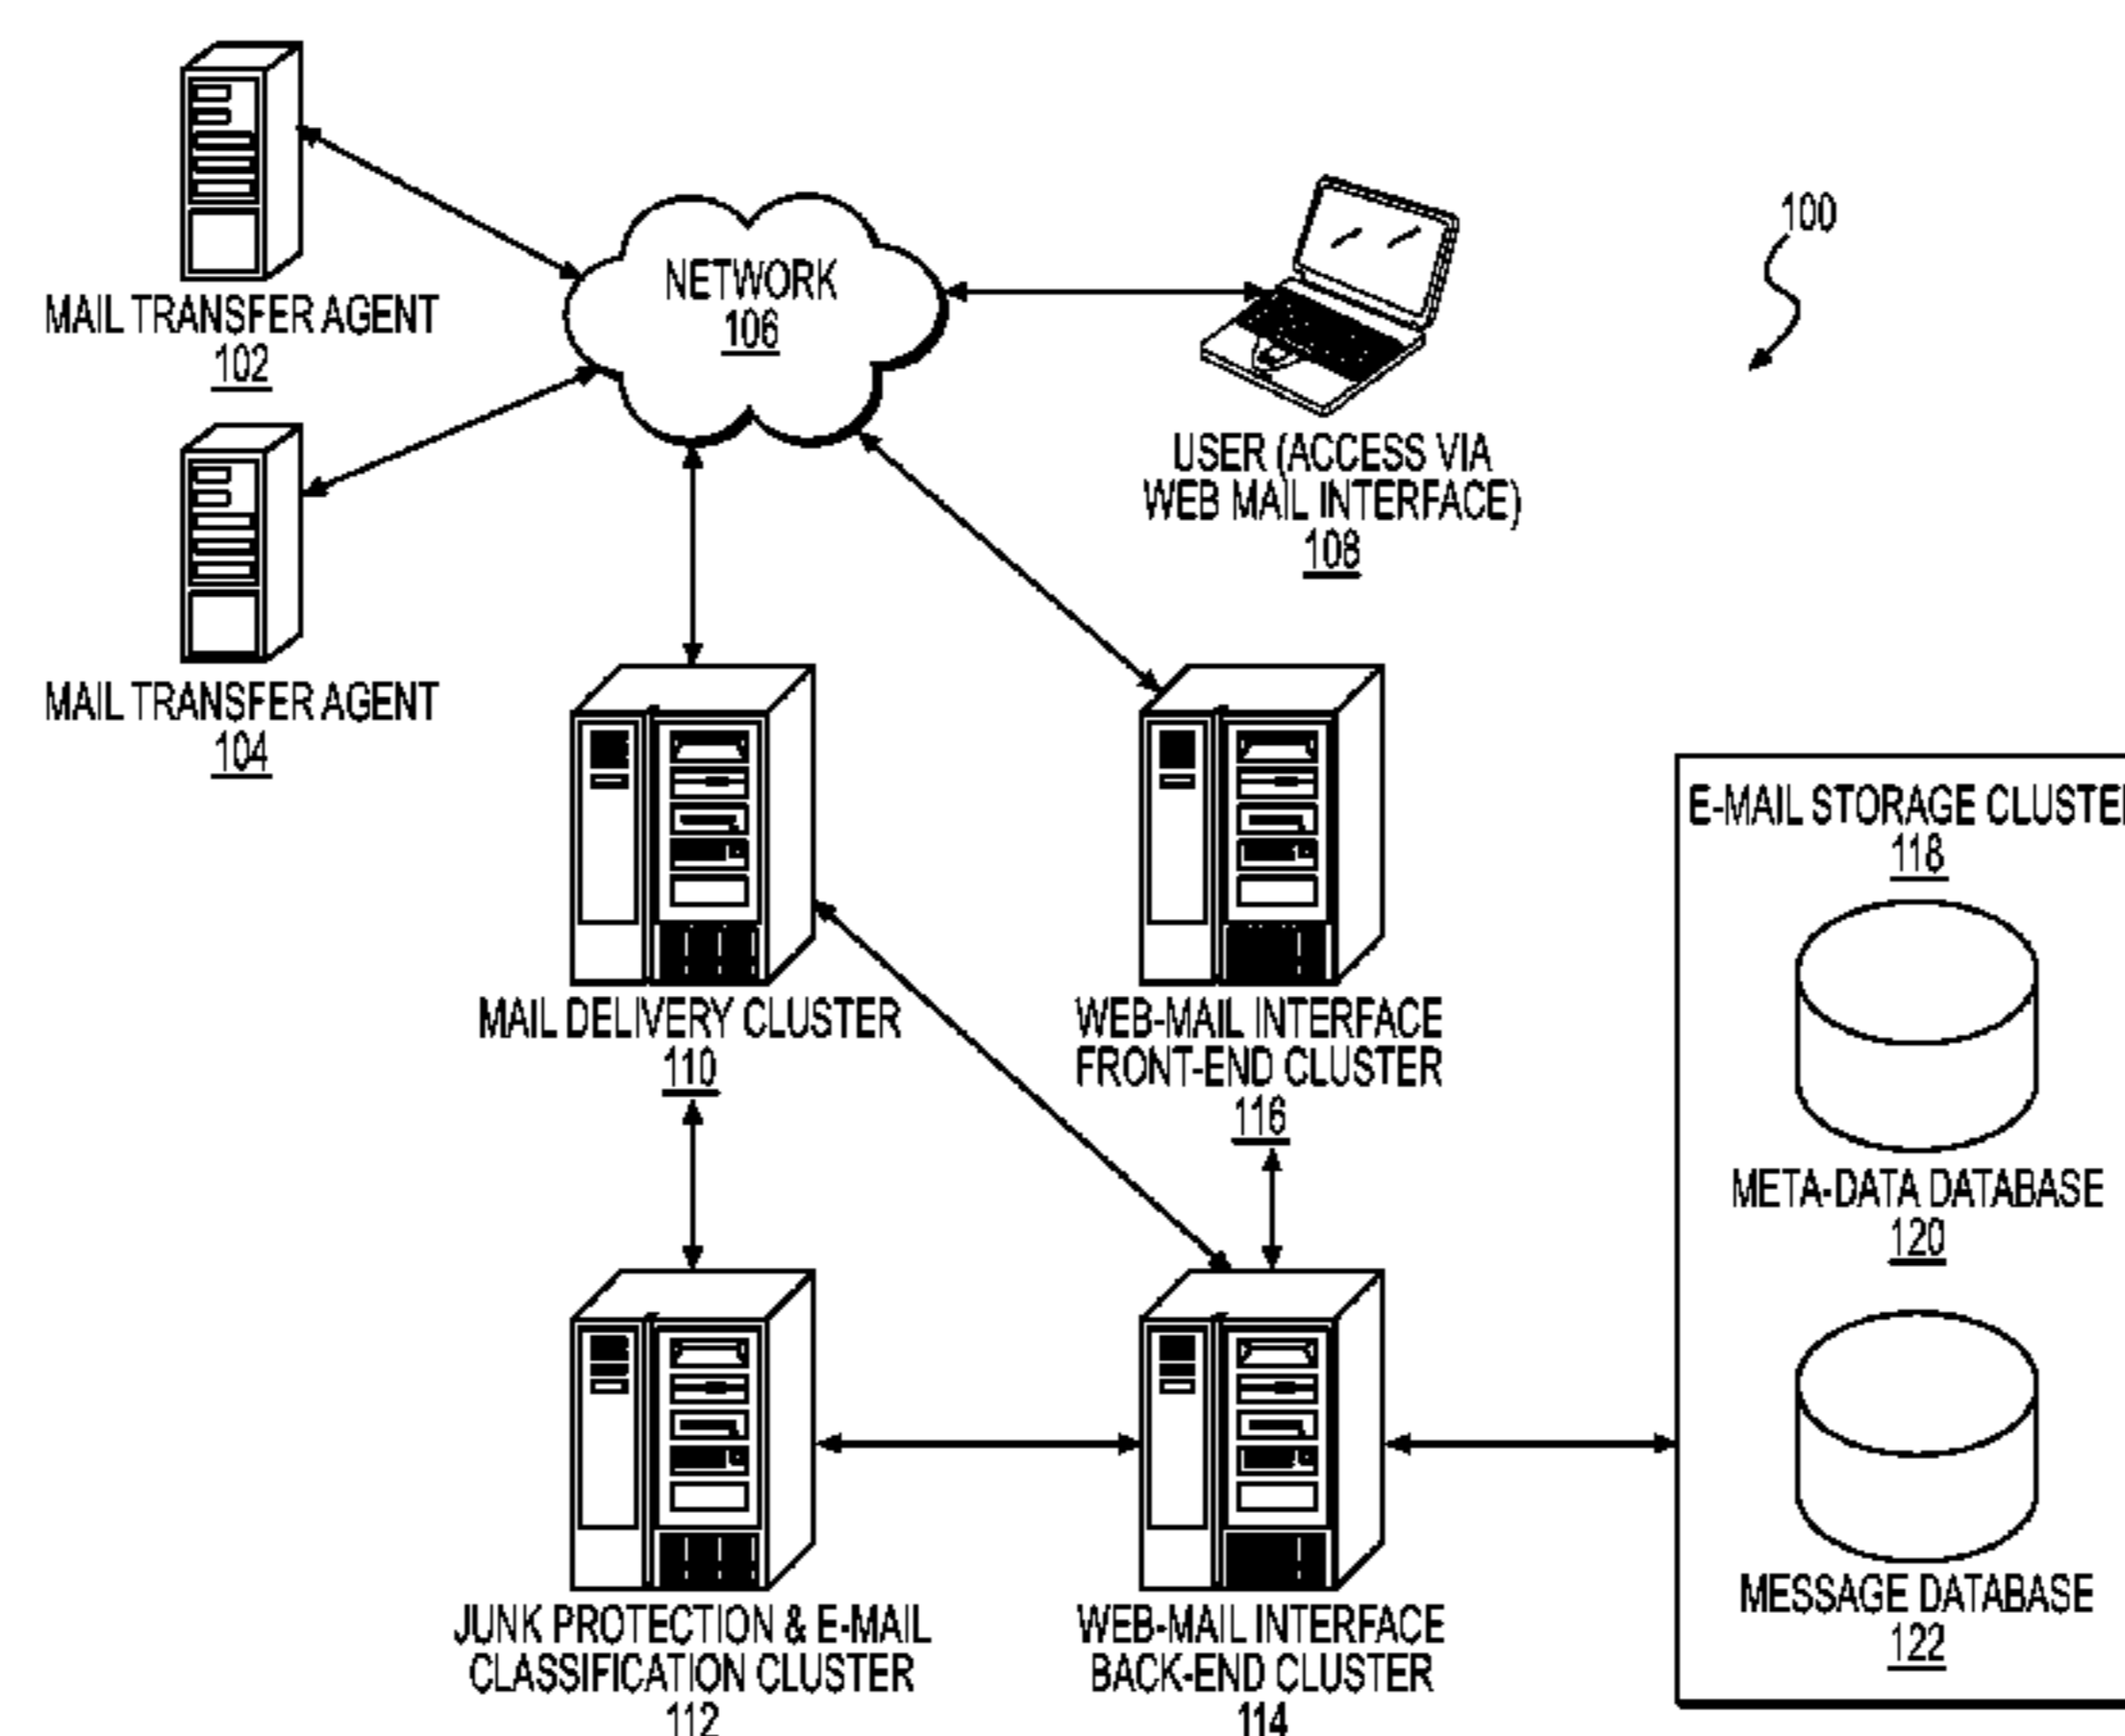 MAIL TRANSFER AGENT
102
MAIL TRANSFER AGENT
104
NETWORK
106
USER (ACCESS VIA
WEB MAIL INTERFACE)
108
100
MAIL DELIVERY CLUSTER
110
WEB-MAIL INTERFACE
FRONT-END CLUSTER
116
JUNK PROTECTION & E-MAIL
CLASSIFICATION CLUSTER
112
WEB-MAIL INTERFACE
BACK-END CLUSTER
114
E-MAIL STORAGE CLUSTER
118
META-DATA DATABASE
120
MESSAGE DATABASE
122